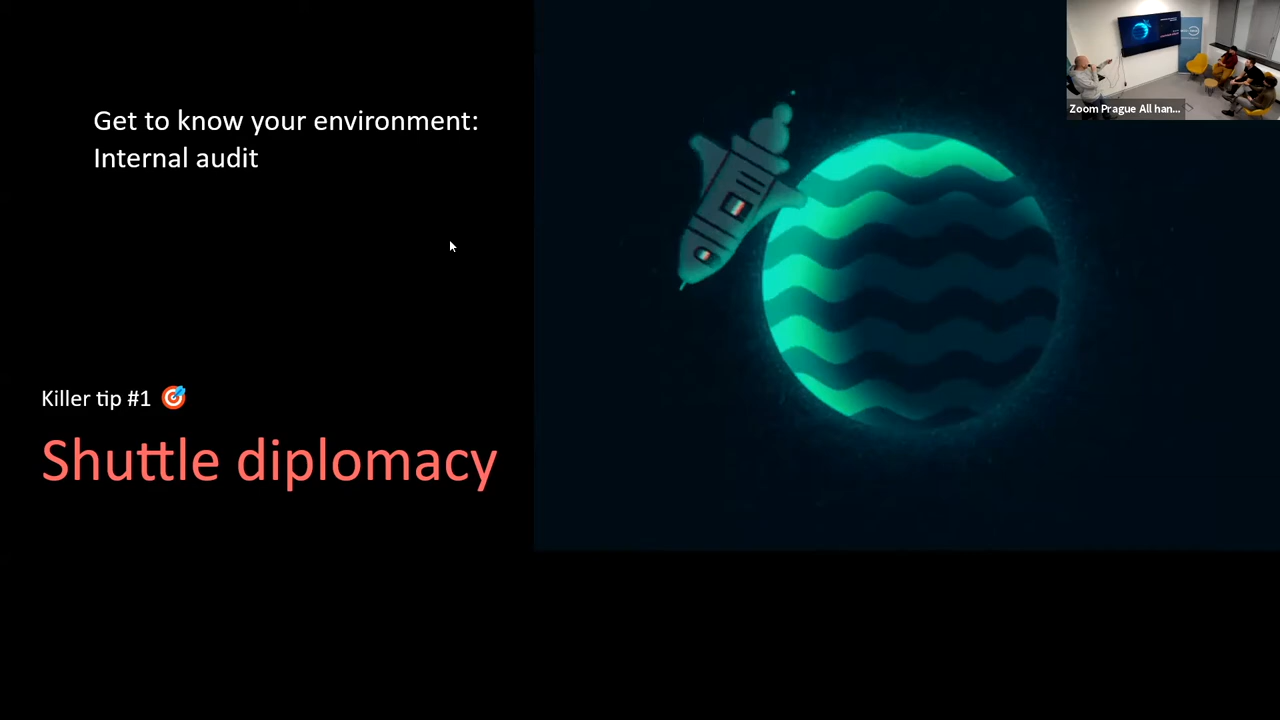 Get to know your environment:
Internal audit
Killer tip #1
Shuttle diplomacy
Zoom Prague All han...